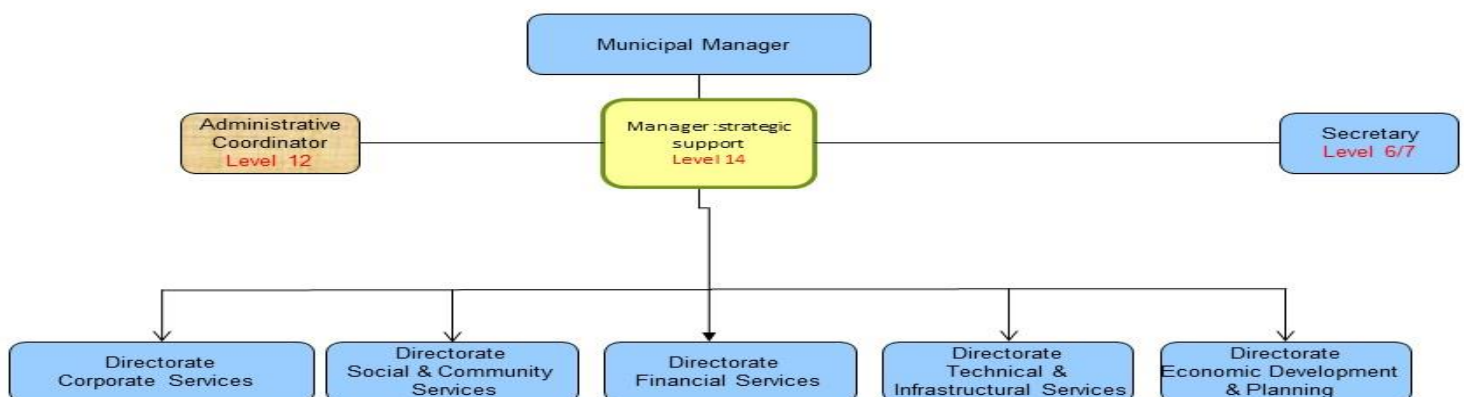 Municipal Manager
Administrative
Coordinator
Level 12
Manager :strategic
support
Level 14
Secretary
Level 6/7
Directorate
Corporate Services
Directorate
Social & Community
Services
Directorate
Financial Services
Directorate
Technical &
Infrastructural Services
Directorate
Economic Development
& Planning